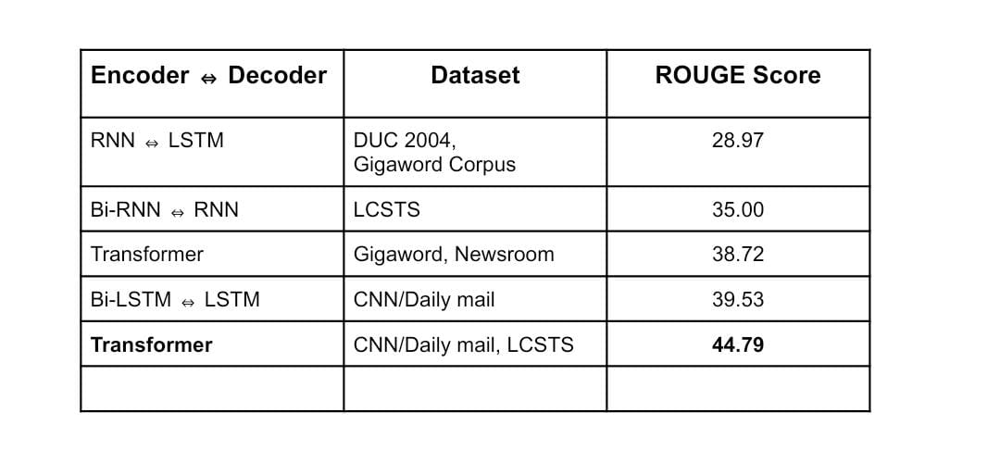 Encoder ⇔ Decoder Dataset ROUGE Score
RNN ⇔ LSTM DUC 2004, 28.97
Gigaword Corpus
Bi-RNN ⇔ RNN LCSTS 35.00
Transformer Gigaword, Newsroom 38.72
Bi-LSTM ⇔ LSTM CNN/Daily mail 39.53
Transformer CNN/Daily mail, LCSTS 44.79